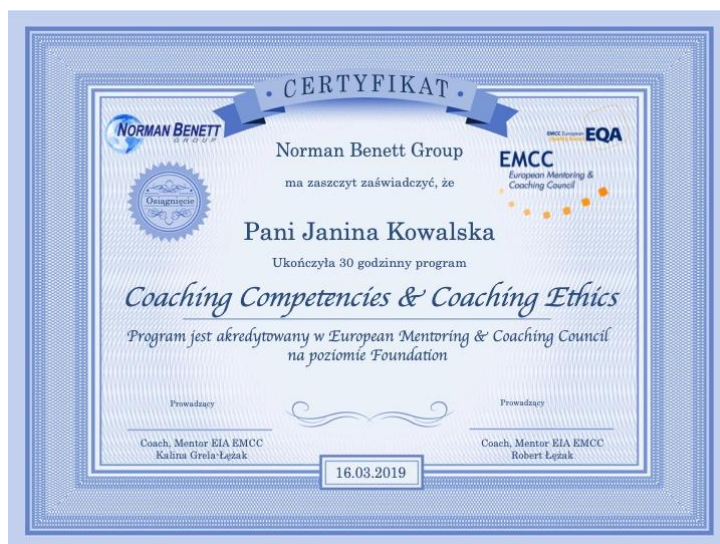 CERTYFIKAT
NORMAN BENETT
GROUP
EMCC European
EQA
EMCC
European Mentoring &
Coaching Council
Osiągnięcie
Norman Benett Group
ma zaszczyt zaświadczyć, że
Pani Janina Kowalska
Ukończyła 30 godzinny program
Coaching Competencies & Coaching Ethics
Program jest akredytowany w European Mentoring & Coaching Council
na poziomie Foundation
Prowadzący
Coach, Mentor EIA EMCC
Kalina Grela-Łężak
Prowadzący
Coach, Mentor EIA EMCC
Robert Łężak
16.03.2019